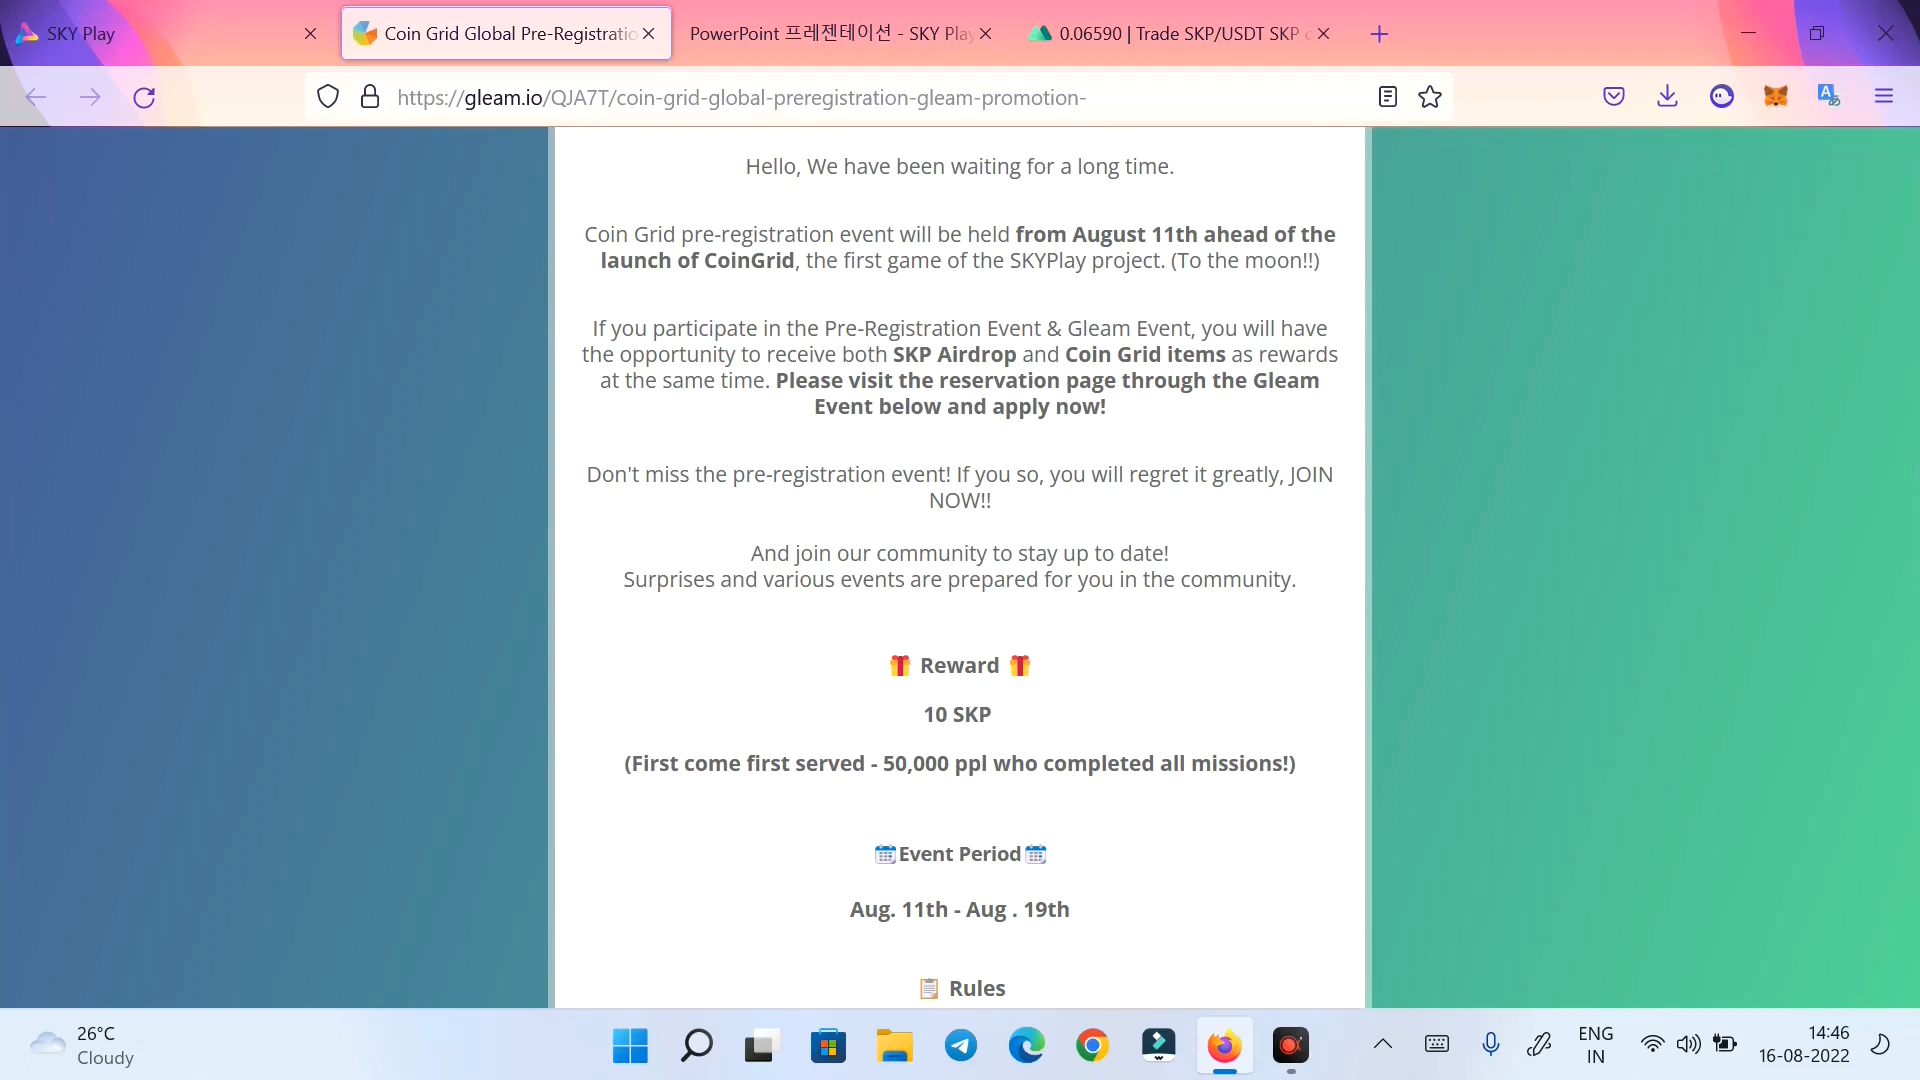 SKY Play
Coin Grid Global Pre-Registratio
PowerPoint 프레젠테이션 - SKY Play
0.06590 | Trade SKP/USDT SKP
https://gleam.io/QJA7T/coin-grid-global-preregistration-gleam-promotion-
Hello, We have been waiting for a long time.
Coin Grid pre-registration event will be held from August 11th ahead of the
launch of CoinGrid, the first game of the SKYPlay project. (To the moon!!)
If you participate in the Pre-Registration Event & Gleam Event, you will have
the opportunity to receive both SKP Airdrop and Coin Grid items as rewards
at the same time. Please visit the reservation page through the Gleam
Event below and apply now!
Don't miss the pre-registration event! If you so, you will regret it greatly, JOIN
NOW!!
And join our community to stay up to date!
Surprises and various events are prepared for you in the community.
🎁 Reward 🎁
10 SKP
(First come first served - 50,000 ppl who completed all missions!)
🗓️Event Period🗓️
Aug. 11th - Aug . 19th
📋 Rules
26°C
Cloudy
ENG
IN
14:46
16-08-2022